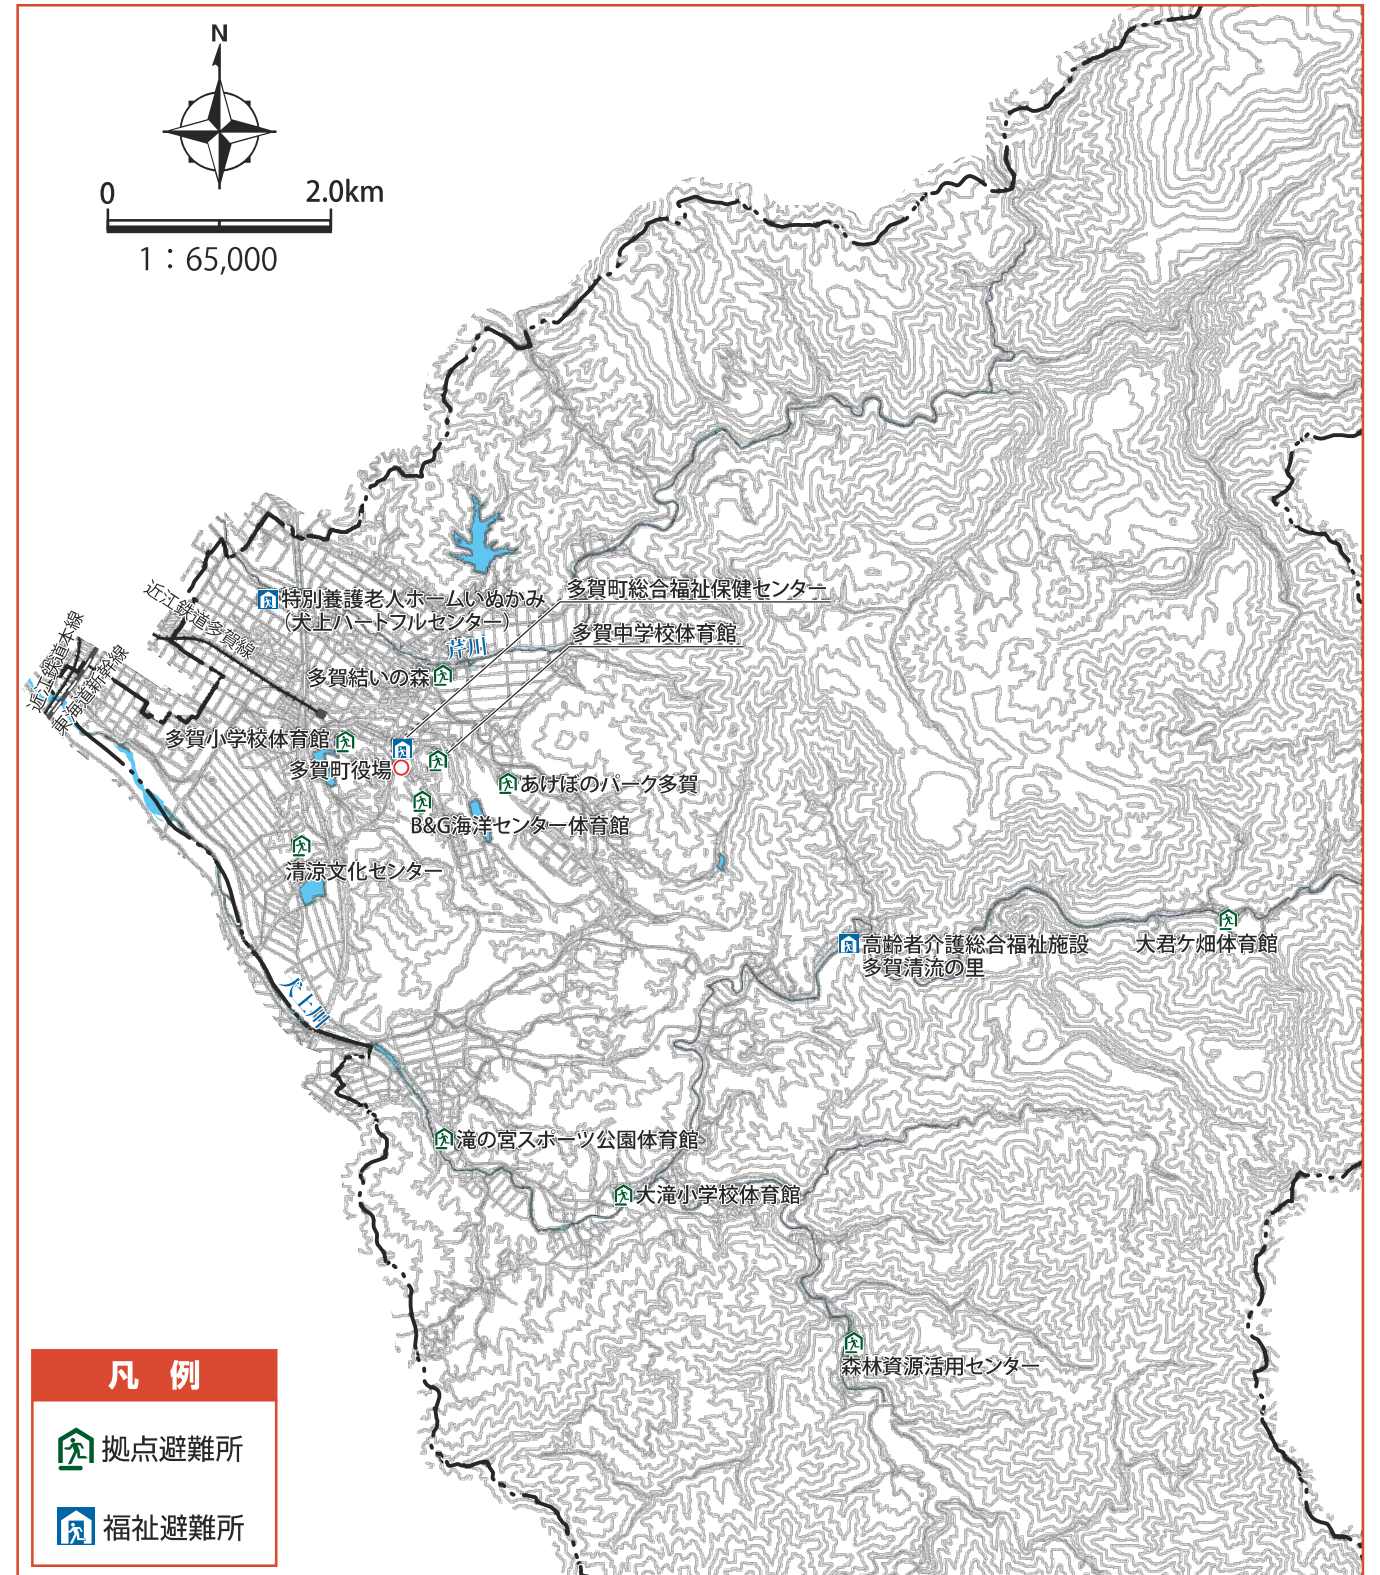 N
0 2.0km
1：65,000
近江鉄道多賀線
近江鉄道本線
東海道新幹線
特別養護老人ホームいぬかみ
（犬上ハートフルセンター）
多賀町総合福祉保健センター
多賀中学校体育館
芹川
多賀結いの森
多賀小学校体育館
多賀町役場
あけぼのパーク多賀
B&G海洋センター体育館
清涼文化センター
高齢者介護総合福祉施設
多賀清流の里
大君ケ畑体育館
犬上川
滝の宮スポーツ公園体育館
大滝小学校体育館
森林資源活用センター
凡 例
拠点避難所
福祉避難所